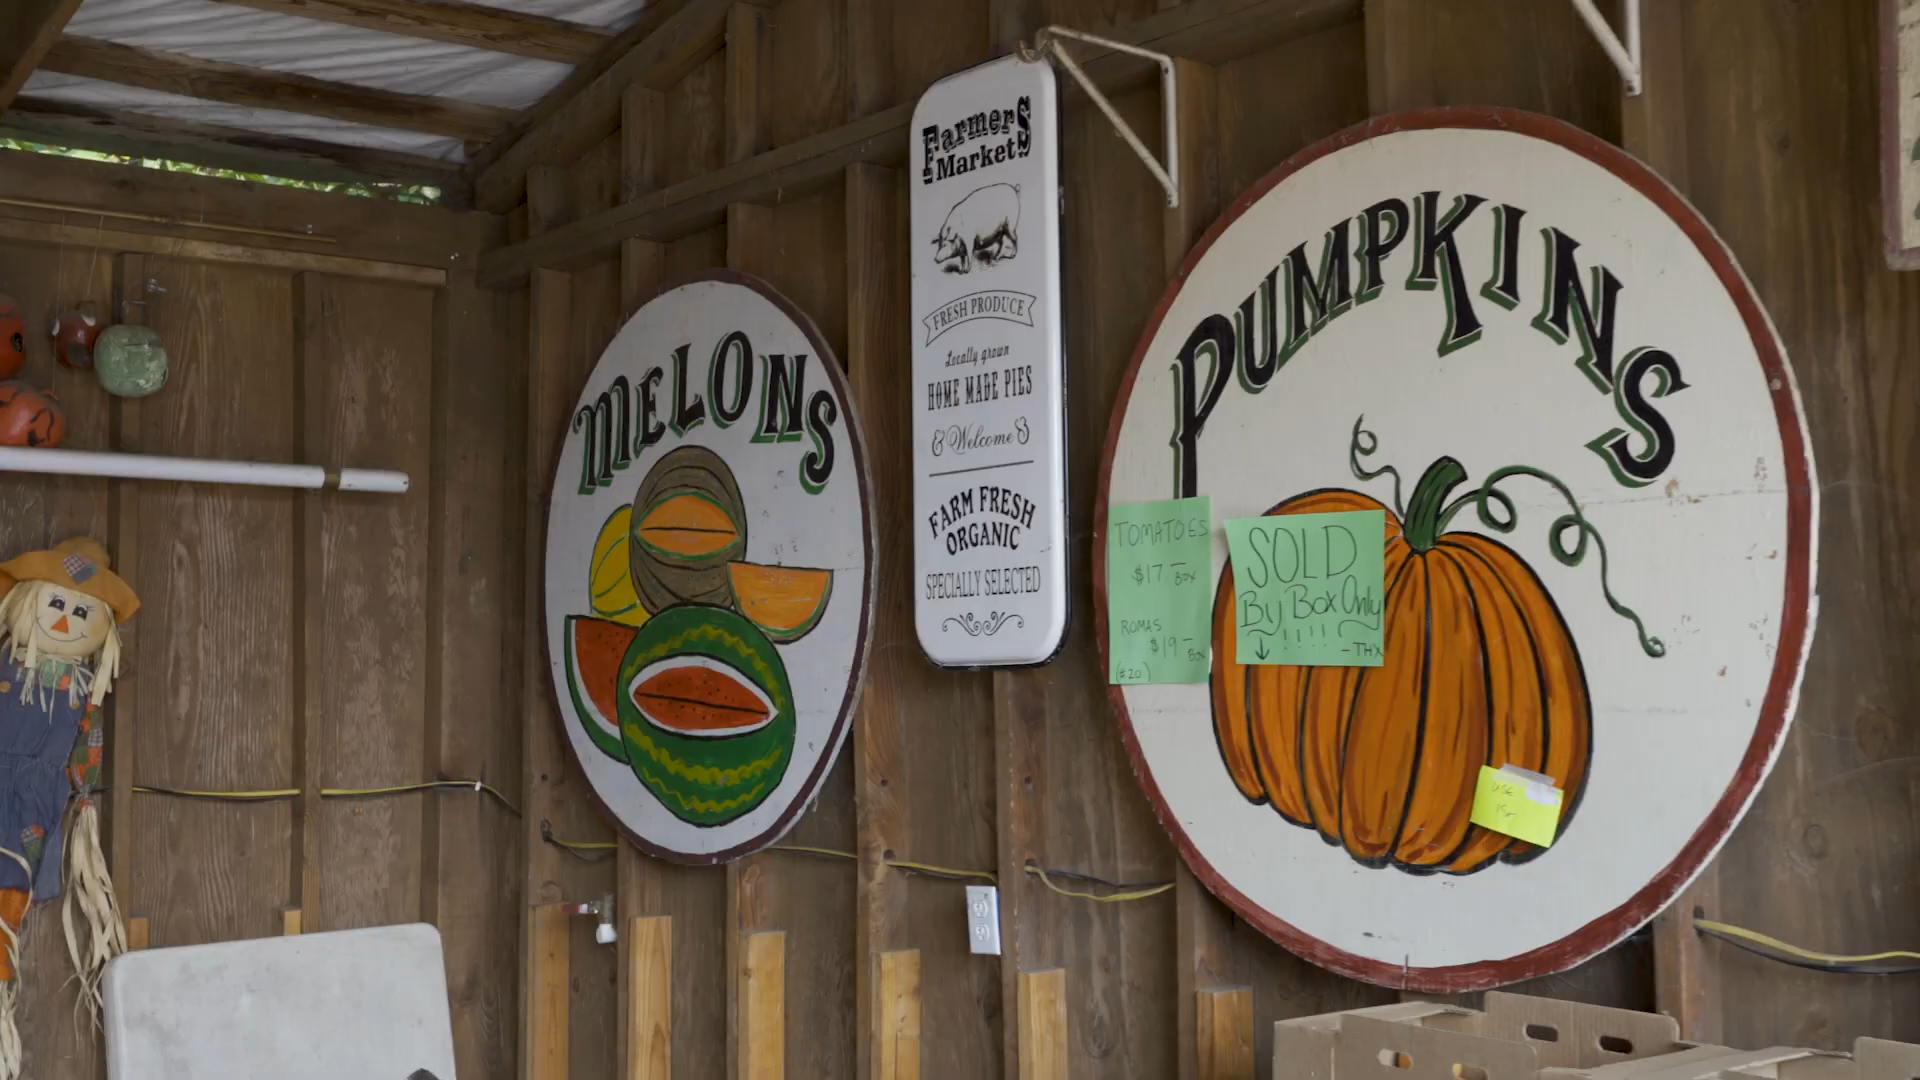 MELONS
Farmers
Market
FRESH PRODUCE
Locally grown
HOME MADE PIES
& Welcome &
FARM FRESH
ORGANIC
SPECIALLY SELECTED
PUMPKINS
TOMATOES
$17 - BOX
ROMAS
$19 - BOX
(#20)
SOLD
By Box Only
↓ !!!! -THX
USE